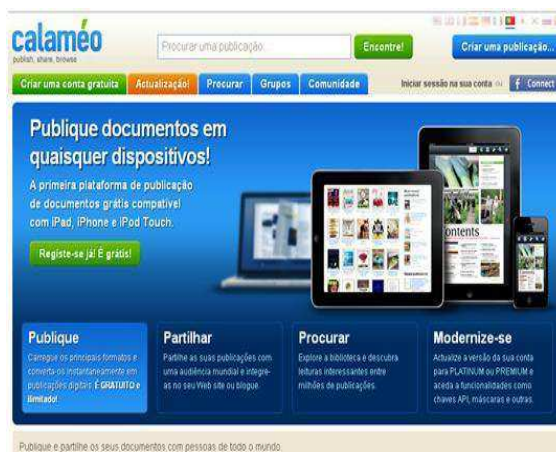 calaméo
publish, share, browse
Procurar uma publicação...
Encontre!
Criar uma publicação...
Criar uma conta gratuita
Actualização!
Procurar
Grupos
Comunidade
Iniciar sessão na sua conta ou
f Connect
Publique documentos em
quaisquer dispositivos!
A primeira plataforma de publicação
de documentos grátis compatível
com iPad, iPhone e iPod Touch.
Registe-se já! É grátis!
Contents
Publique
Carregue os principais formatos e
converta-os instantaneamente em
publicações digitais. É GRATUITO e
ilimitado!
Partilhar
Partilhe as suas publicações com
uma audiência mundial e integre-
as no seu Web site ou blogue.
Procurar
Explore a biblioteca e descubra
leituras interessantes entre
milhões de publicações.
Modernize-se
Actualize a versão da sua conta
para PLATINUM ou PREMIUM e
aceda a funcionalidades como
chaves API, máscaras e outras.
Publique e partilhe os seus documentos com pessoas de todo o mundo.